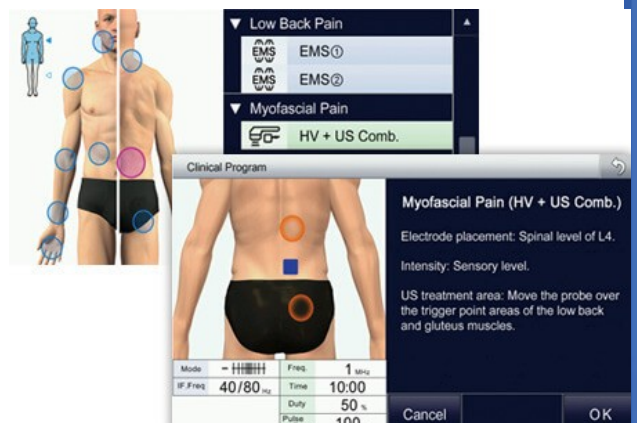 ▼ Low Back Pain
EMS EMS①
EMS EMS②
▼ Myofascial Pain
HV + US Comb.
Clinical Program
Myofascial Pain (HV + US Comb.)
Electrode placement: Spinal level of L4.
Intensity: Sensory level.
US treatment area: Move the probe over
the trigger point areas of the low back
and gluteus muscles.
Mode Freq. 1 MHz
IF.Freq 40/80 Hz Time 10:00
Duty 50 %
Pulse 100
Cancel OK